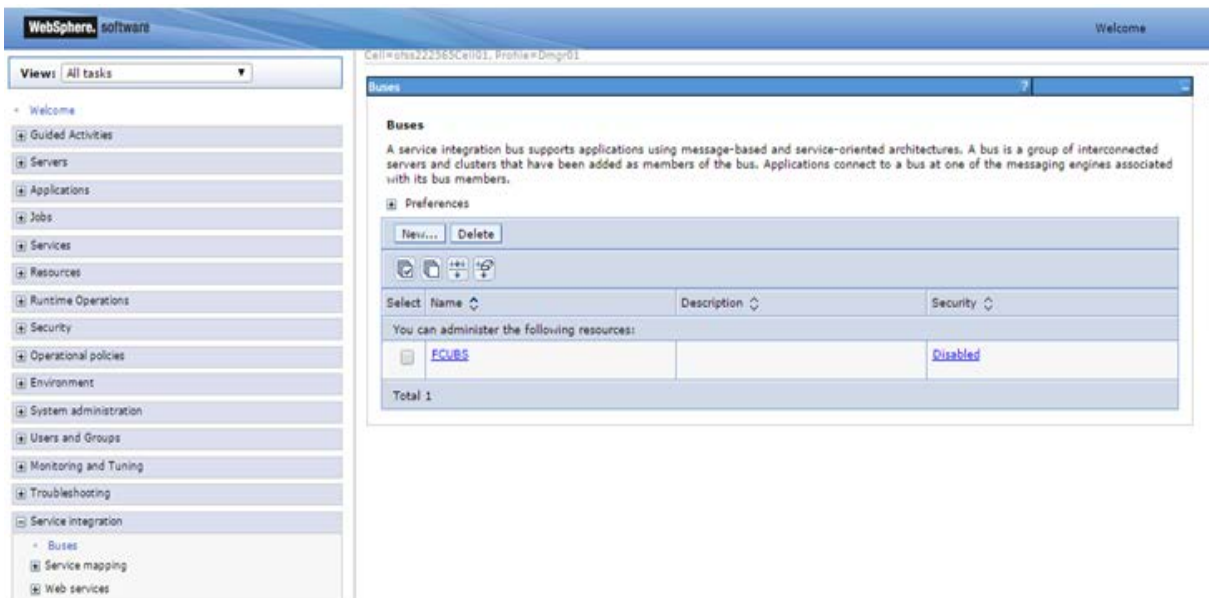 WebSphere. software
Welcome
View: All tasks
Cell=ofss222565Cell01, Profile=Dmgr01
Buses
?
Welcome
Guided Activities
Servers
Applications
Jobs
Services
Resources
Runtime Operations
Security
Operational policies
Environment
System administration
Users and Groups
Monitoring and Tuning
Troubleshooting
Service integration
Buses
Service mapping
Web services
Buses
A service integration bus supports applications using message-based and service-oriented architectures. A bus is a group of interconnected
servers and clusters that have been added as members of the bus. Applications connect to a bus at one of the messaging engines associated
with its bus members.
Preferences
New... Delete
Select Name Description Security
You can administer the following resources:
FCUBS Disabled
Total 1